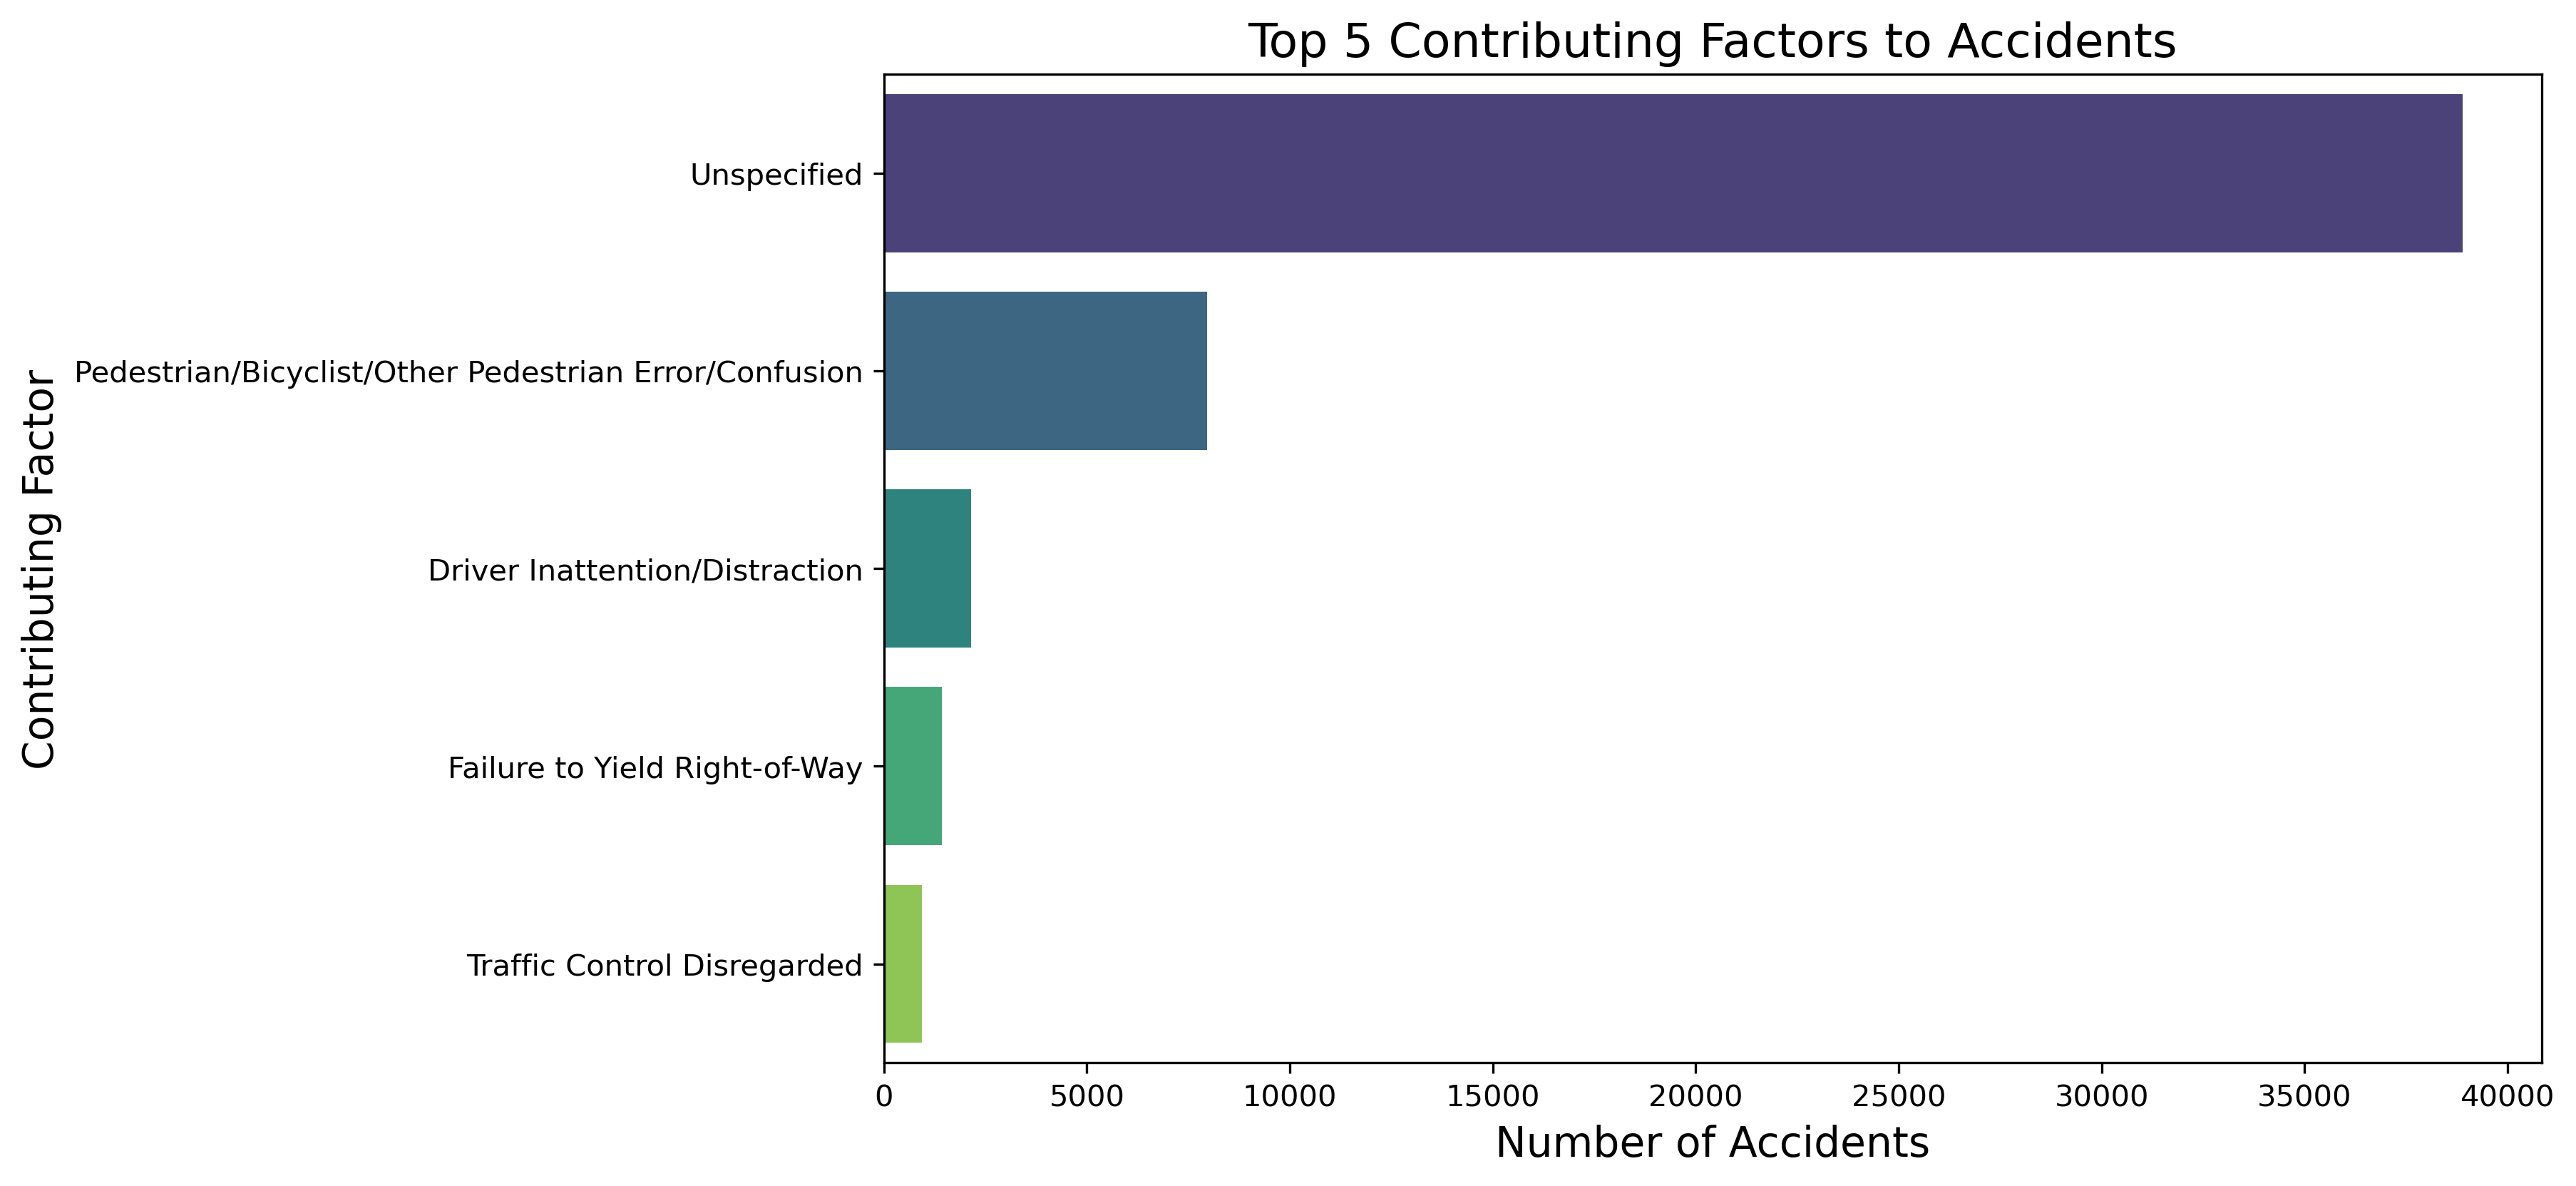 Top 5 Contributing Factors to Accidents
Contributing Factor
Unspecified
Pedestrian/Bicyclist/Other Pedestrian Error/Confusion
Driver Inattention/Distraction
Failure to Yield Right-of-Way
Traffic Control Disregarded
0 5000 10000 15000 20000 25000 30000 35000 40000
Number of Accidents